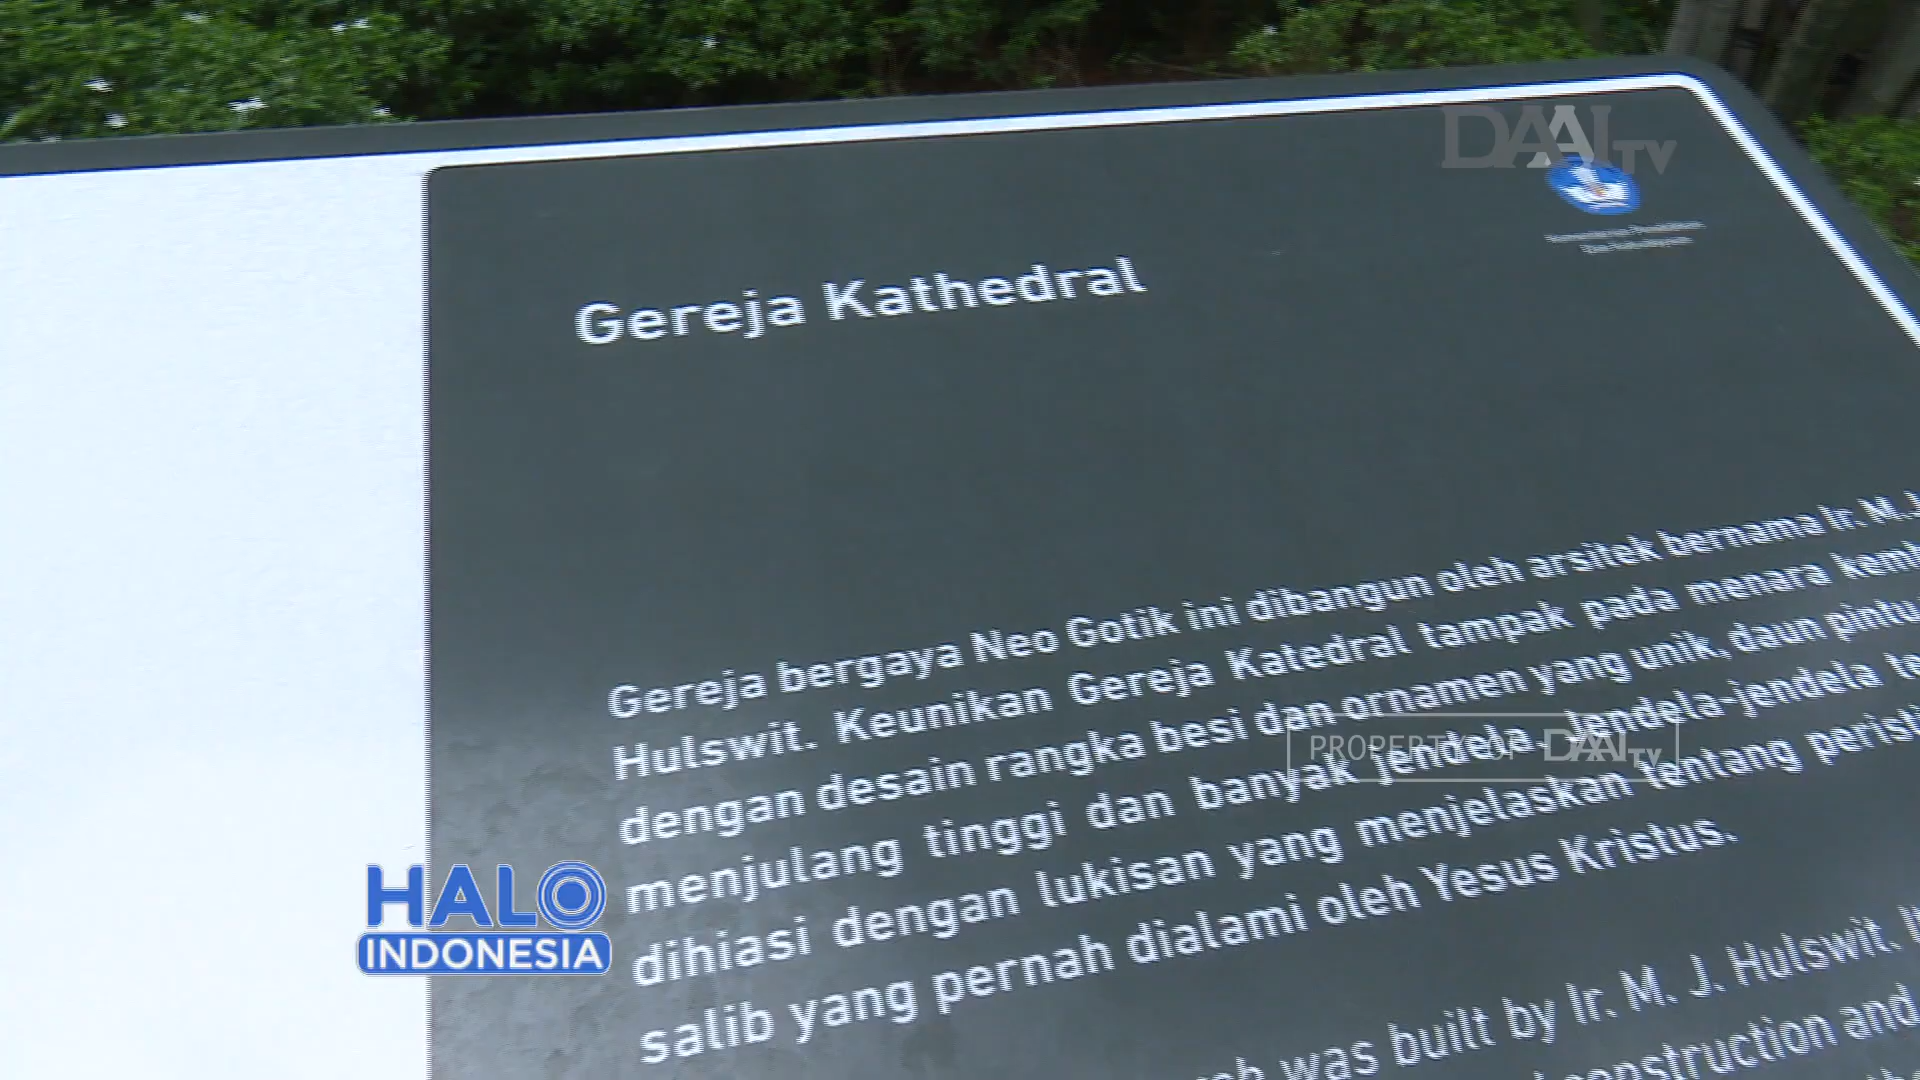 DAAI TV
Gereja Kathedral
Gereja bergaya Neo Gotik ini dibangun oleh arsitek bernama Ir. M.J
Hulswit. Keunikan Gereja Katedral tampak pada menara kemb
dengan desain rangka besi dan ornamen yang unik, daun pintu
menjulang tinggi dan banyak jendela. Jendela-jendela te
dihiasi dengan lukisan yang menjelaskan tentang perist
salib yang pernah dialami oleh Yesus Kristus.
PROPERTY OF DAAI TV
HALO
INDONESIA
was built by Ir. M. J. Hulswit.
construction and